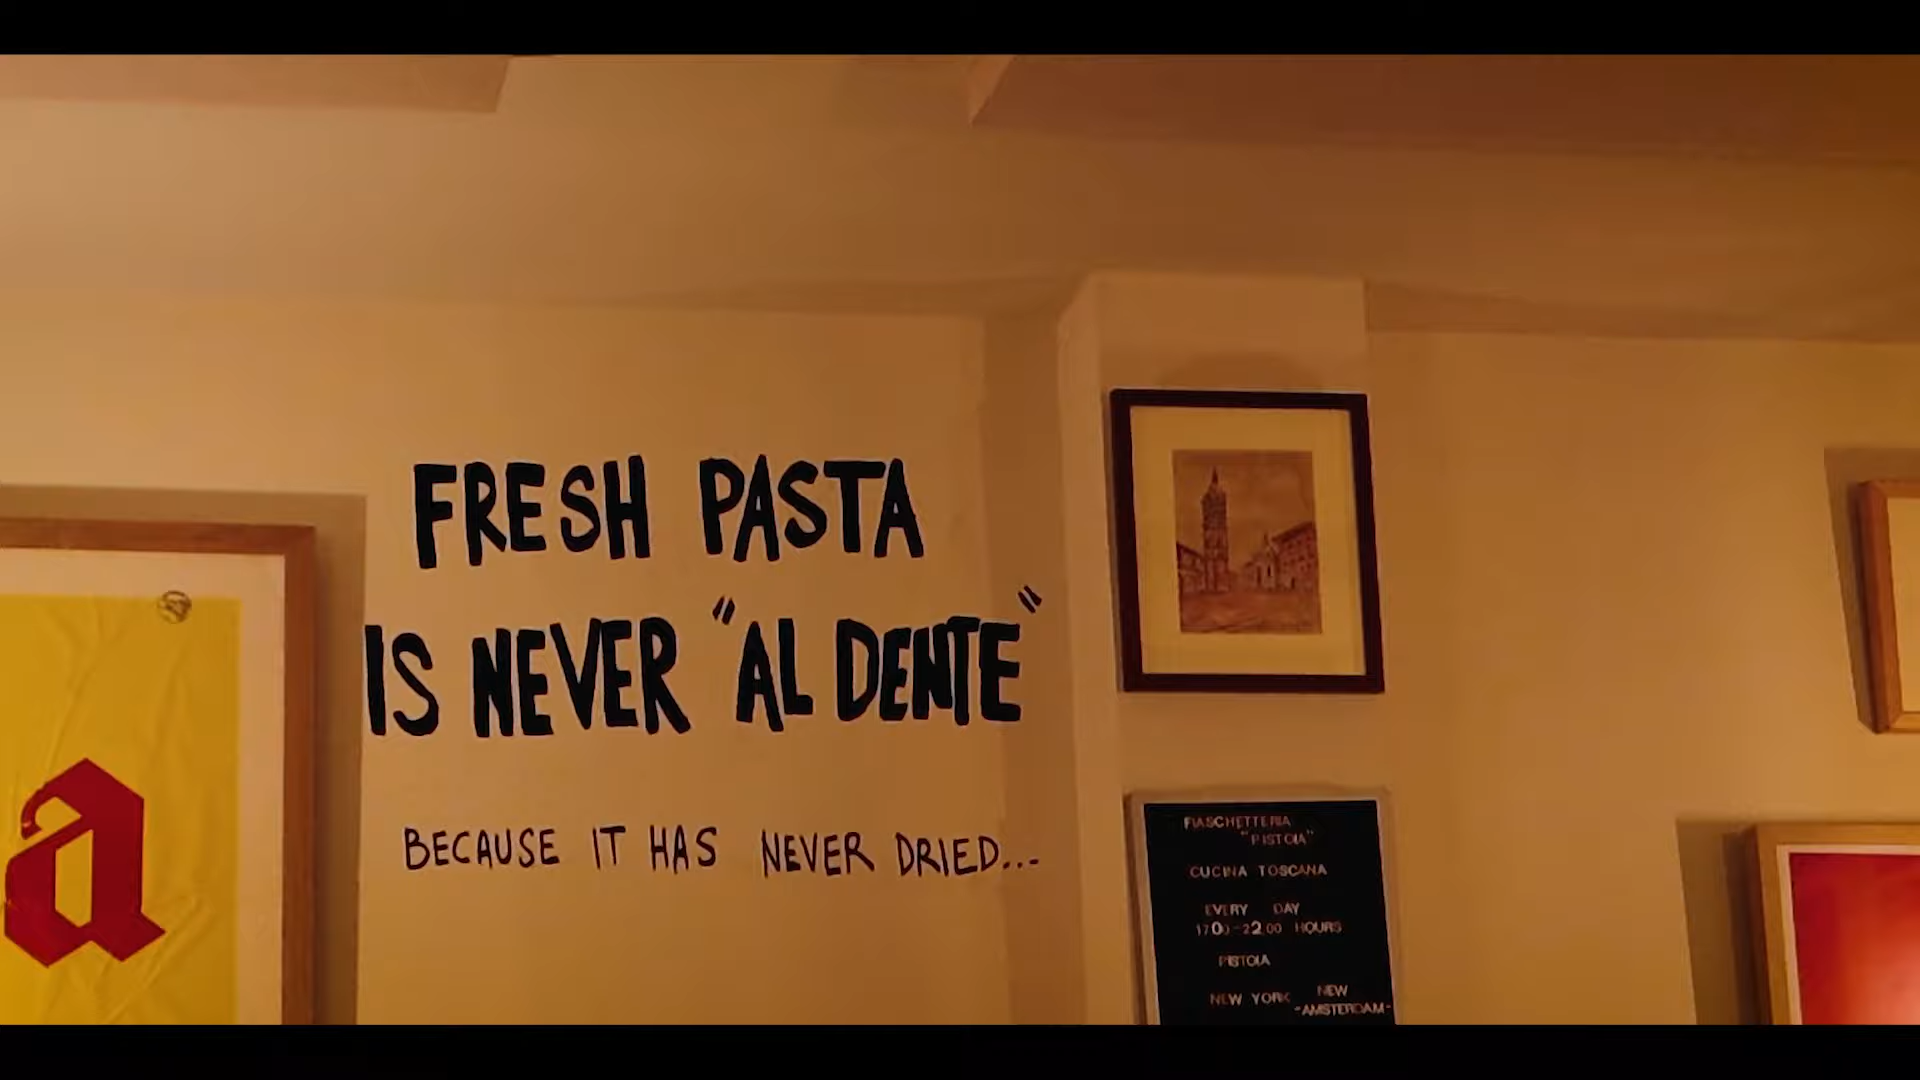 FRESH PASTA
IS NEVER "AL DENTE"
BECAUSE IT HAS NEVER DRIED...
a
FIASCHETTERIA
"PISTOIA"
CUCINA TOSCANA
EVERY DAY
17.00-22.00 HOURS
PISTOIA
NEW YORK NEW
-AMSTERDAM-